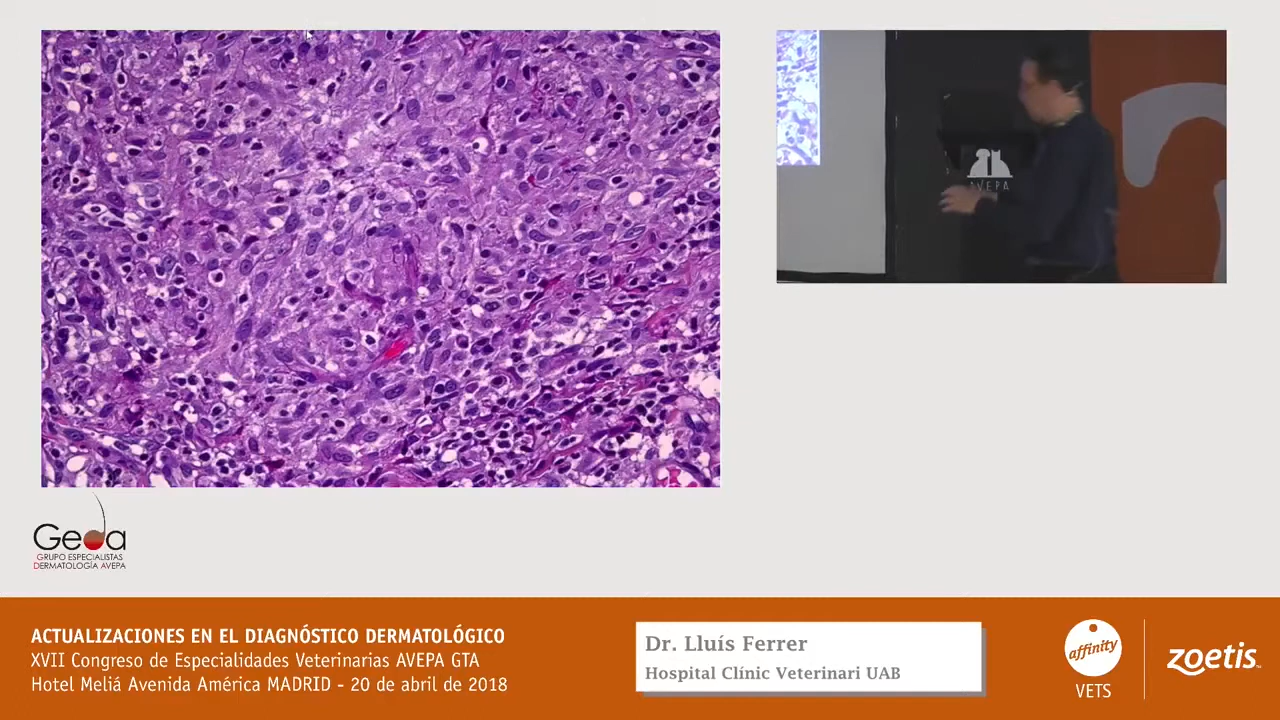 AVEPA
Geda
GRUPO ESPECIALISTAS
DERMATOLOGÍA AVEPA
ACTUALIZACIONES EN EL DIAGNÓSTICO DERMATOLÓGICO
XVII Congreso de Especialidades Veterinarias AVEPA GTA
Hotel Meliá Avenida América MADRID - 20 de abril de 2018
Dr. Lluís Ferrer
Hospital Clínic Veterinari UAB
affinity
VETS
zoetis